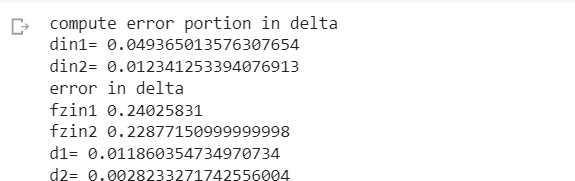 compute error portion in delta
din1= 0.049365013576307654
din2= 0.012341253394076913
error in delta
fzin1 0.24025831
fzin2 0.22877150999999998
d1= 0.011860354734970734
d2= 0.0028233271742556004